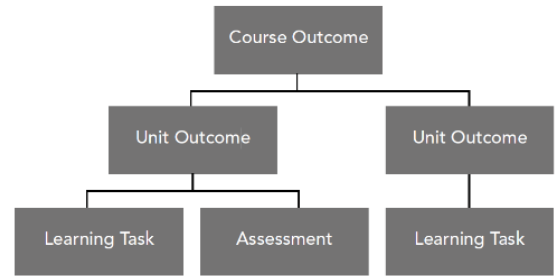 Course Outcome
Unit Outcome
Unit Outcome
Learning Task
Assessment
Learning Task